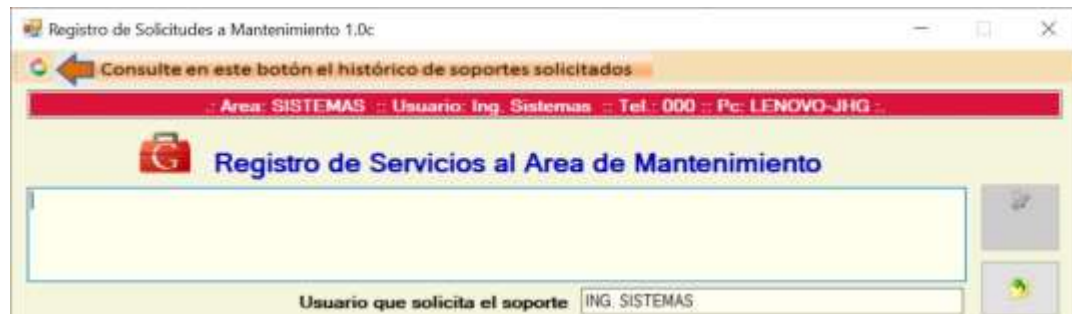 Registro de Solicitudes a Mantenimiento 1.0c
Consulte en este botón el histórico de soportes solicitados
.: Area: SISTEMAS :: Usuario: Ing. Sistemas :: Tel.: 000 :: Pc: LENOVO-JHG :.
G
Registro de Servicios al Area de Mantenimiento
Usuario que solicita el soporte ING. SISTEMAS